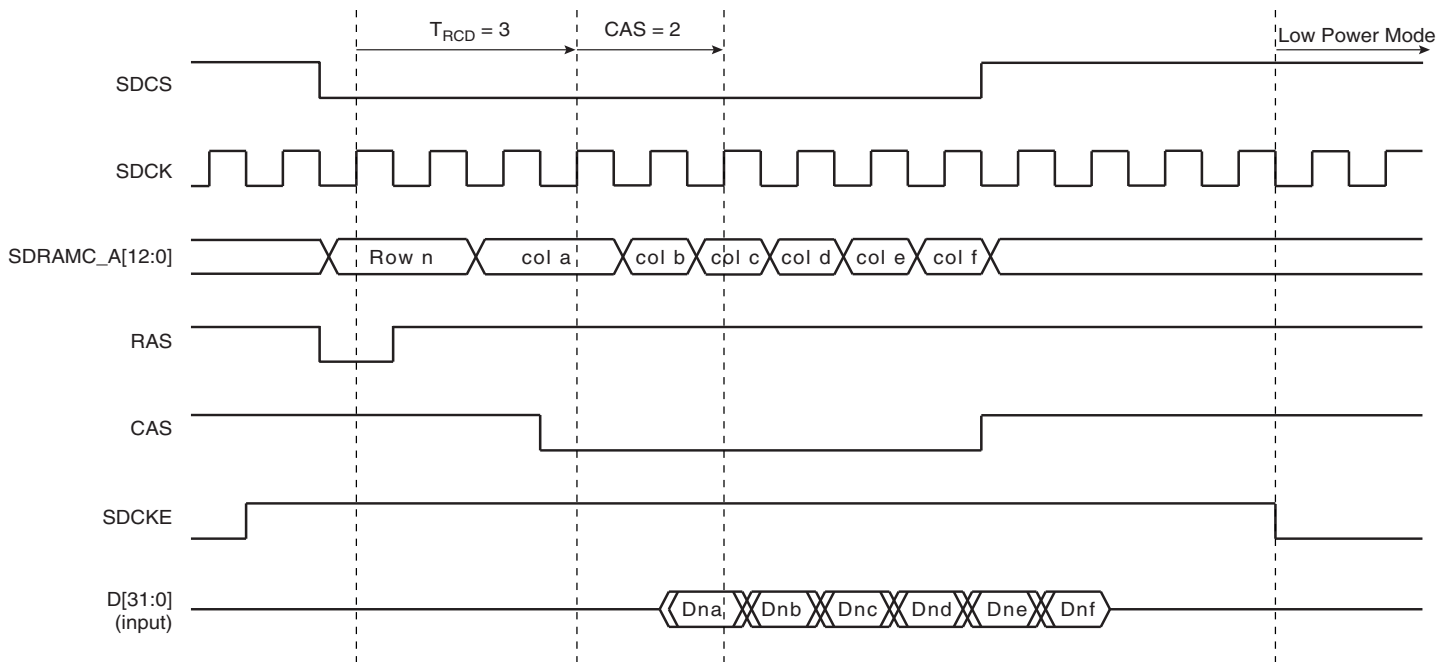 T_RCD = 3
CAS = 2
Low Power Mode
SDCS
SDCK
SDRAMC_A[12:0]
Row n
col a
col b
col c
col d
col e
col f
RAS
CAS
SDCKE
D[31:0]
(input)
Dna
Dnb
Dnc
Dnd
Dne
Dnf